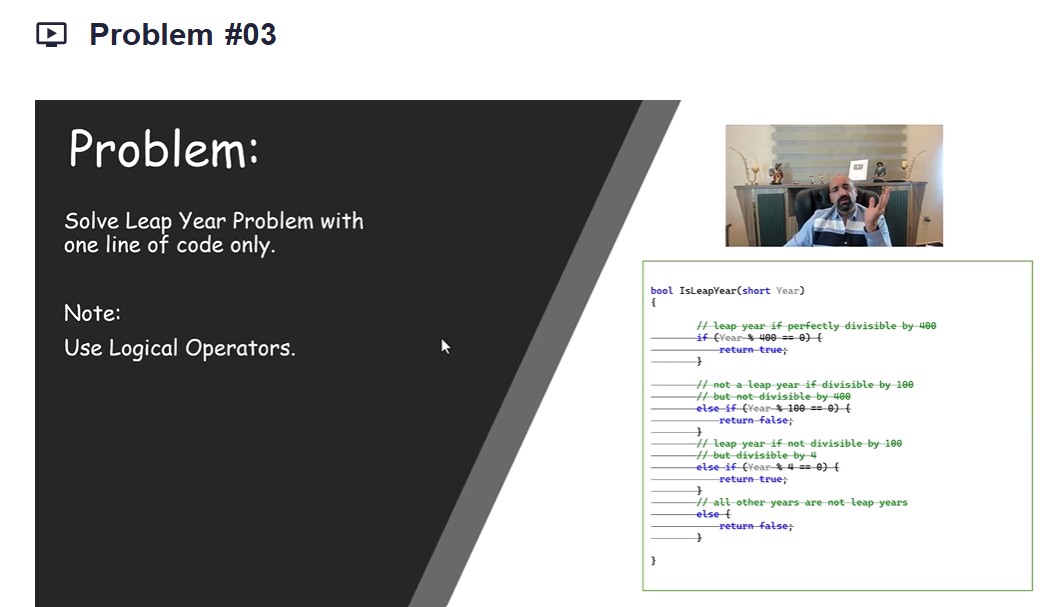 Problem #03
Problem:
Solve Leap Year Problem with
one line of code only.
Note:
Use Logical Operators.
bool IsLeapYear(short Year)
{
// leap year if perfectly divisible by 400
if (Year % 400 == 0) {
return true;
}
// not a leap year if divisible by 100
// but not divisible by 400
else if (Year % 100 == 0) {
return false;
}
// leap year if not divisible by 100
// but divisible by 4
else if (Year % 4 == 0) {
return true;
}
// all other years are not leap years
else {
return false;
}
}